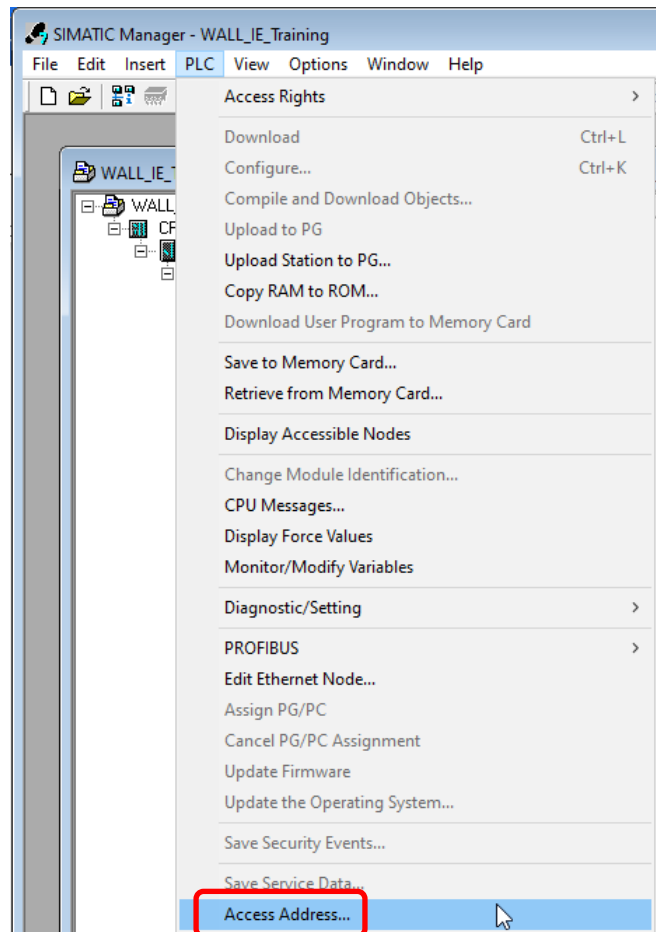 SIMATIC Manager - WALL_IE_Training
File Edit Insert PLC View Options Window Help
Access Rights >
Download Ctrl+L
WALL_IE_T
Configure... Ctrl+K
WALL_
Compile and Download Objects...
Upload to PG
Upload Station to PG...
Copy RAM to ROM...
Download User Program to Memory Card
Save to Memory Card...
Retrieve from Memory Card...
Display Accessible Nodes
Change Module Identification...
CPU Messages...
Display Force Values
Monitor/Modify Variables
Diagnostic/Setting >
PROFIBUS >
Edit Ethernet Node...
Assign PG/PC
Cancel PG/PC Assignment
Update Firmware
Update the Operating System...
Save Security Events...
Save Service Data...
Access Address...